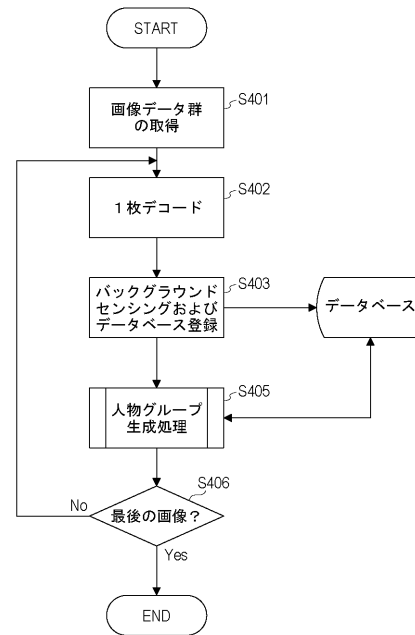 START
画像データ群
の取得
S401
１枚デコード
S402
バックグラウンド
センシングおよび
データベース登録
S403
データベース
人物グループ
生成処理
S405
最後の画像？
S406
No
Yes
END